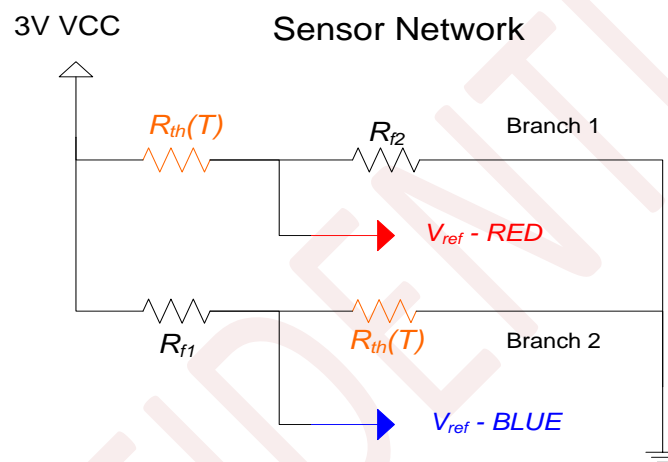 3V VCC
Sensor Network
Rth(T)
Rf2
Branch 1
Vref - RED
Rf1
Rth(T)
Branch 2
Vref - BLUE